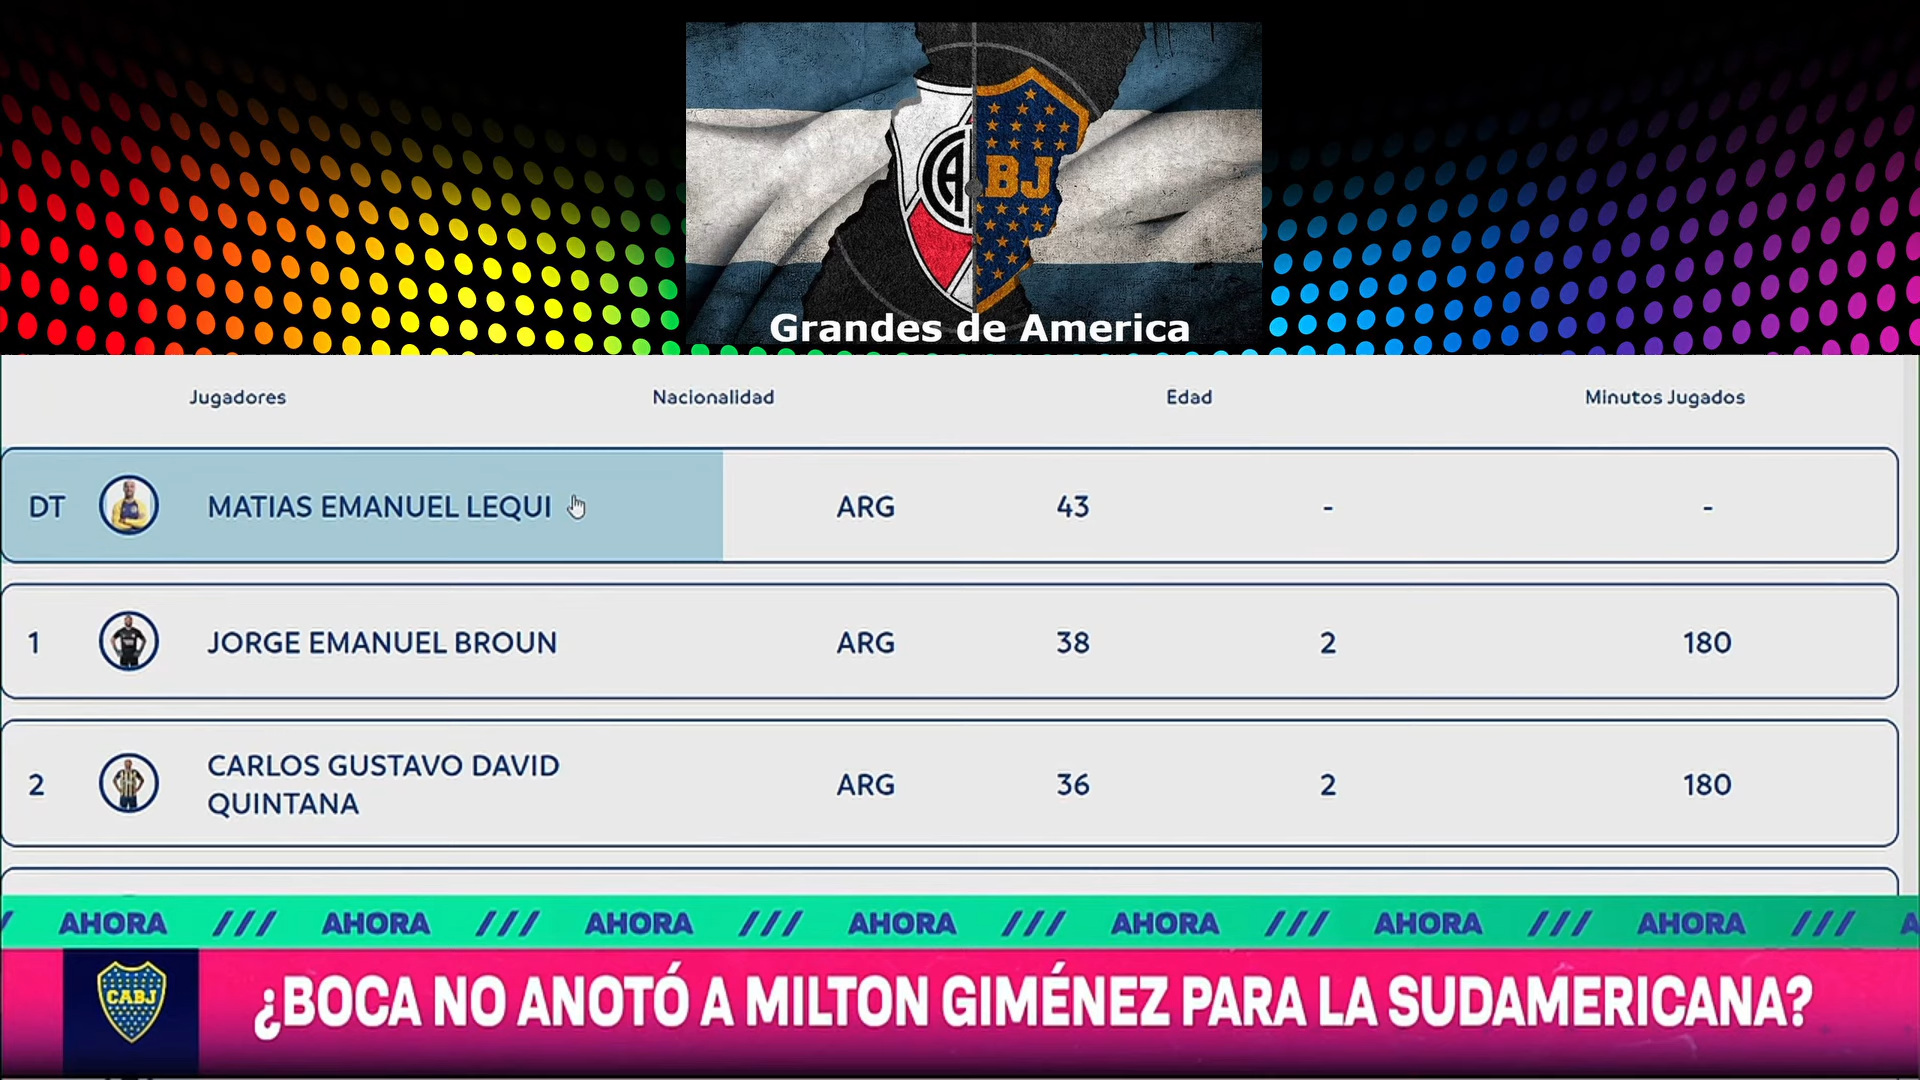 BJ
Grandes de America
Jugadores Nacionalidad Edad Minutos Jugados
DT MATIAS EMANUEL LEQUI ARG 43 - -
1 JORGE EMANUEL BROUN ARG 38 2 180
2 CARLOS GUSTAVO DAVID QUINTANA ARG 36 2 180
AHORA /// AHORA /// AHORA /// AHORA /// AHORA /// AHORA /// AHORA ///
CABJ
¿BOCA NO ANOTÓ A MILTON GIMÉNEZ PARA LA SUDAMERICANA?